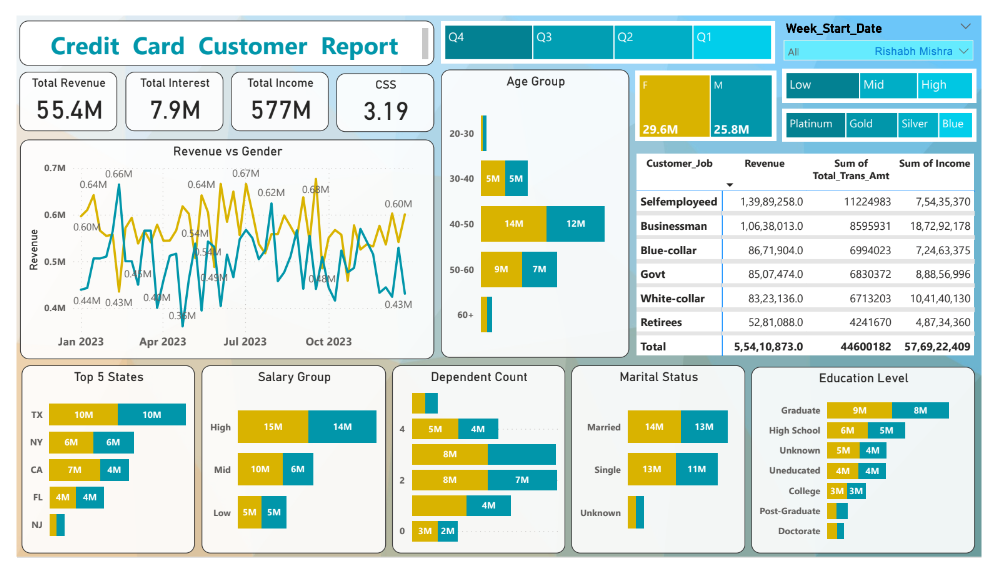 Credit Card Customer Report
Q4 Q3 Q2 Q1
Week_Start_Date
All Rishabh Mishra
Total Revenue
55.4M
Total Interest
7.9M
Total Income
577M
CSS
3.19
Low Mid High
Platinum Gold Silver Blue
F
29.6M
M
25.8M
Revenue vs Gender
Revenue
0.7M
0.6M
0.5M
0.4M
0.64M
0.66M
0.60M
0.44M
0.43M
0.45M
0.54M
0.54M
0.64M
0.49M
0.67M
0.62M
0.68M
0.48M
0.60M
0.43M
Jan 2023 Apr 2023 Jul 2023 Oct 2023
Age Group
20-30
30-40 5M 5M
40-50 14M 12M
50-60 9M 7M
60+
Customer_Job Revenue Sum of Total_Trans_Amt Sum of Income
Selfemployeed 1,39,89,258.0 11224983 7,54,35,370
Businessman 1,06,38,013.0 8595931 18,72,92,178
Blue-collar 86,71,904.0 6994023 7,24,63,375
Govt 85,07,474.0 6830372 8,88,56,996
White-collar 83,23,136.0 6713203 10,41,40,130
Retirees 52,81,088.0 4241670 4,87,34,360
Total 5,54,10,873.0 44600182 57,69,22,409
Top 5 States
TX 10M 10M
NY 6M 6M
CA 7M 4M
FL 4M 4M
NJ
Salary Group
High 15M 14M
Mid 10M 6M
Low 5M 5M
Dependent Count
4 5M 4M
8M
2 8M 7M
4M
0 3M 2M
Marital Status
Married 14M 13M
Single 13M 11M
Unknown
Education Level
Graduate 9M 8M
High School 6M 5M
Unknown 5M 4M
Uneducated 4M 4M
College 3M 3M
Post-Graduate
Doctorate